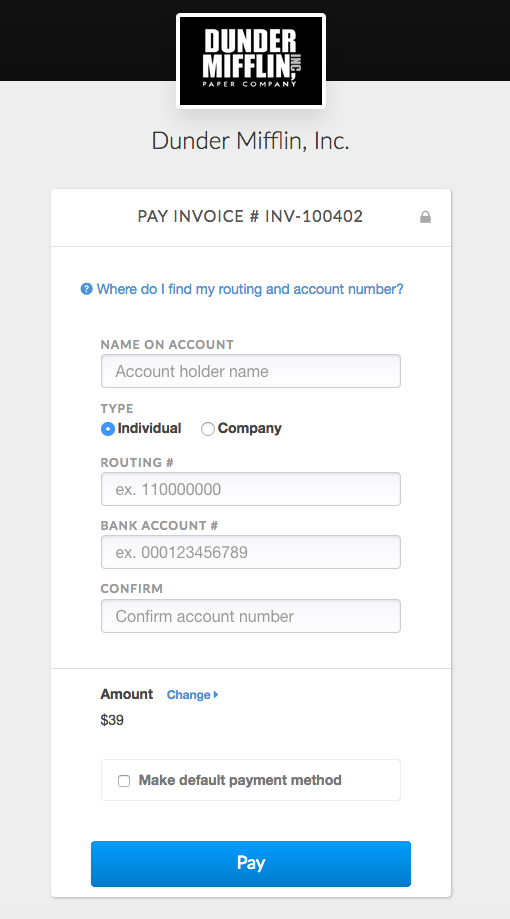 DUNDER
MIFFLIN, INC
PAPER COMPANY
Dunder Mifflin, Inc.
PAY INVOICE # INV-100402
? Where do I find my routing and account number?
NAME ON ACCOUNT
Account holder name
TYPE
Individual Company
ROUTING #
ex. 110000000
BANK ACCOUNT #
ex. 000123456789
CONFIRM
Confirm account number
Amount Change
$39
Make default payment method
Pay